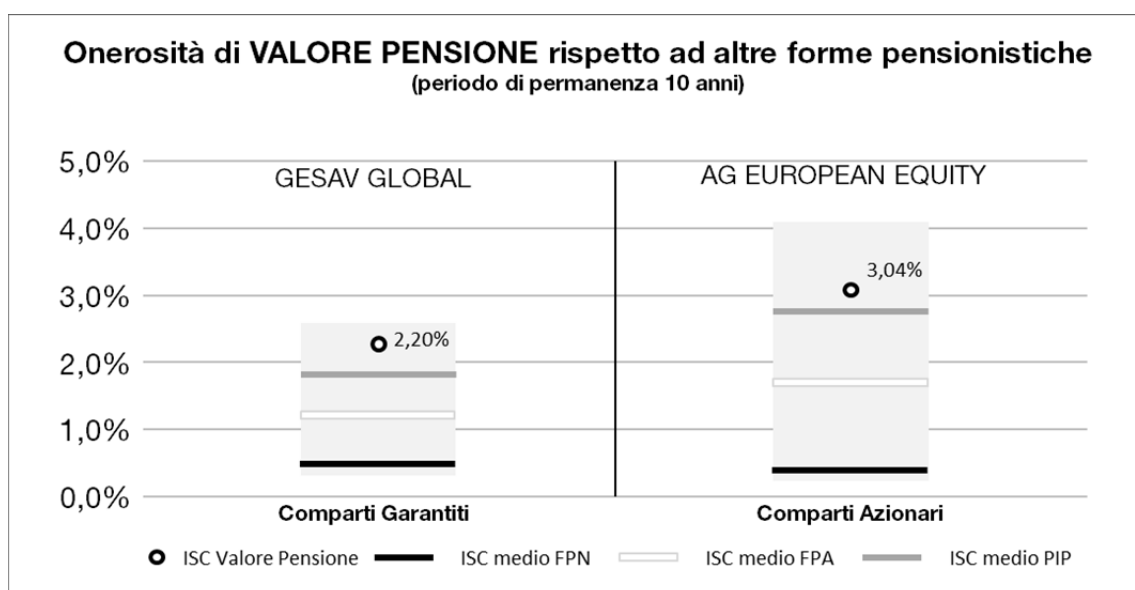 Onerosità di VALORE PENSIONE rispetto ad altre forme pensionistiche
(periodo di permanenza 10 anni)
5,0%
GESAV GLOBAL
AG EUROPEAN EQUITY
4,0%
3,04%
3,0%
2,20%
2,0%
1,0%
0,0%
Comparti Garantiti
Comparti Azionari
ISC Valore Pensione
ISC medio FPN
ISC medio FPA
ISC medio PIP